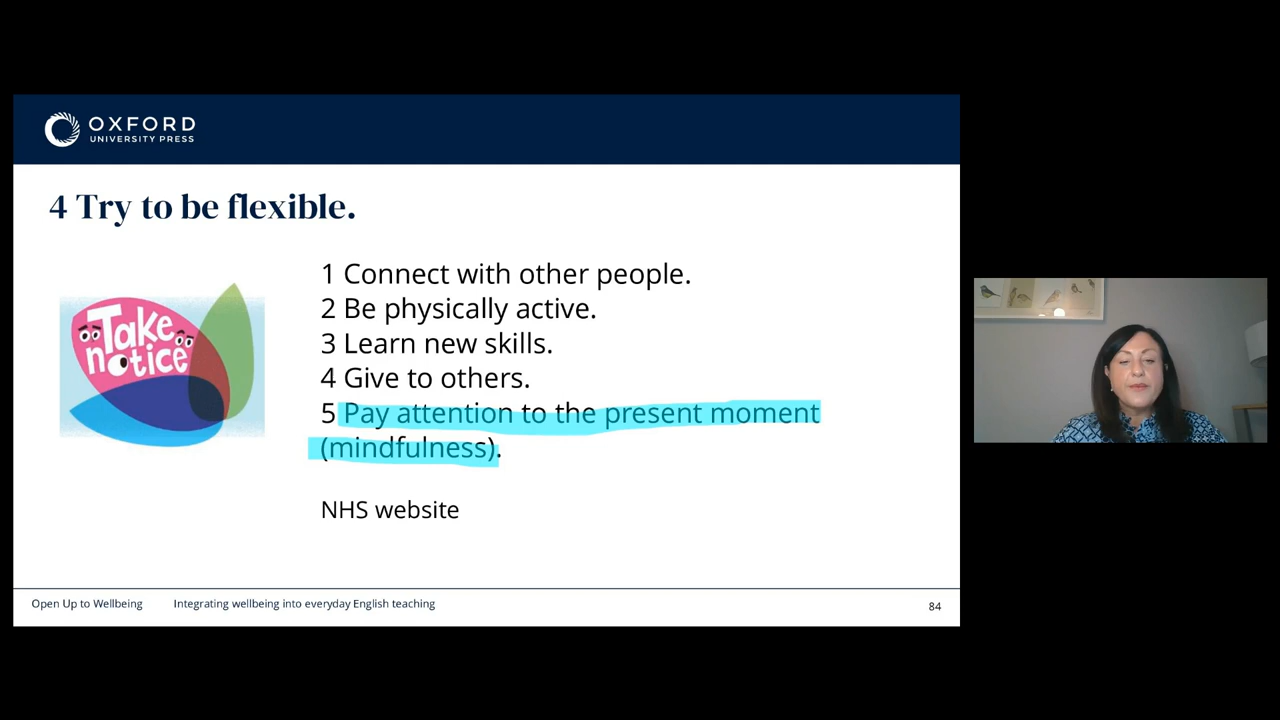 OXFORD
UNIVERSITY PRESS
4 Try to be flexible.
Take
notice
1 Connect with other people.
2 Be physically active.
3 Learn new skills.
4 Give to others.
5 Pay attention to the present moment
(mindfulness).
NHS website
Open Up to Wellbeing
Integrating wellbeing into everyday English teaching
84